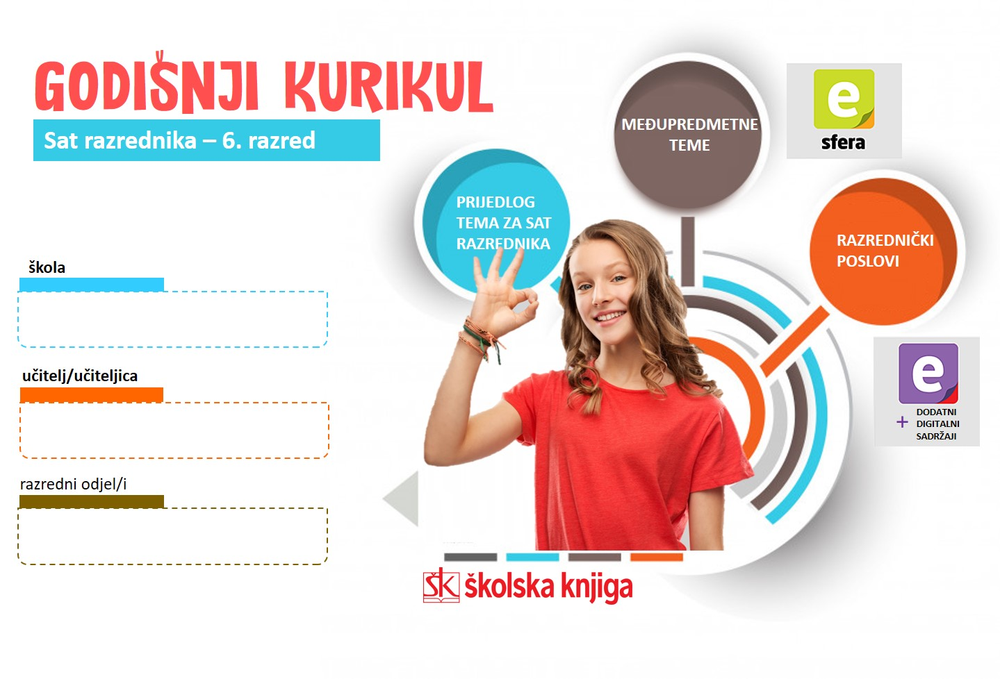 GODIŠNJI KURIKUL
Sat razrednika – 6. razred
MEĐUPREDMETNE
TEME
e
sfera
PRIJEDLOG
TEMA ZA SAT
RAZREDNIKA
RAZREDNIČKI
POSLOVI
škola
učitelj/učiteljica
razredni odjel/i
e
+ DODATNI
DIGITALNI
SADRŽAJI
ŠK školska knjiga